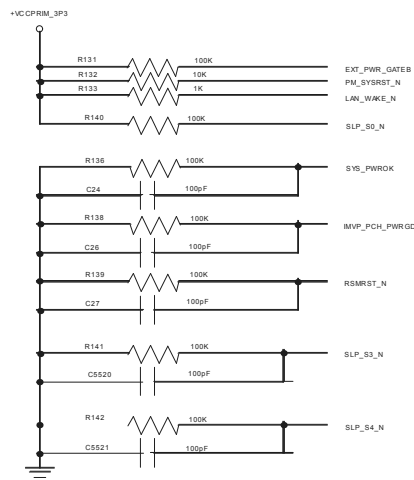 +VCCPRIM_3P3
R131 100K EXT_PWR_GATEB
R132 10K PM_SYSRST_N
R133 1K LAN_WAKE_N
R140 100K SLP_S0_N
R136 100K SYS_PWROK
C24 100pF
R138 100K IMVP_PCH_PWRGD
C26 100pF
R139 100K RSMRST_N
C27 100pF
R141 100K SLP_S3_N
C5520 100pF
R142 100K SLP_S4_N
C5521 100pF